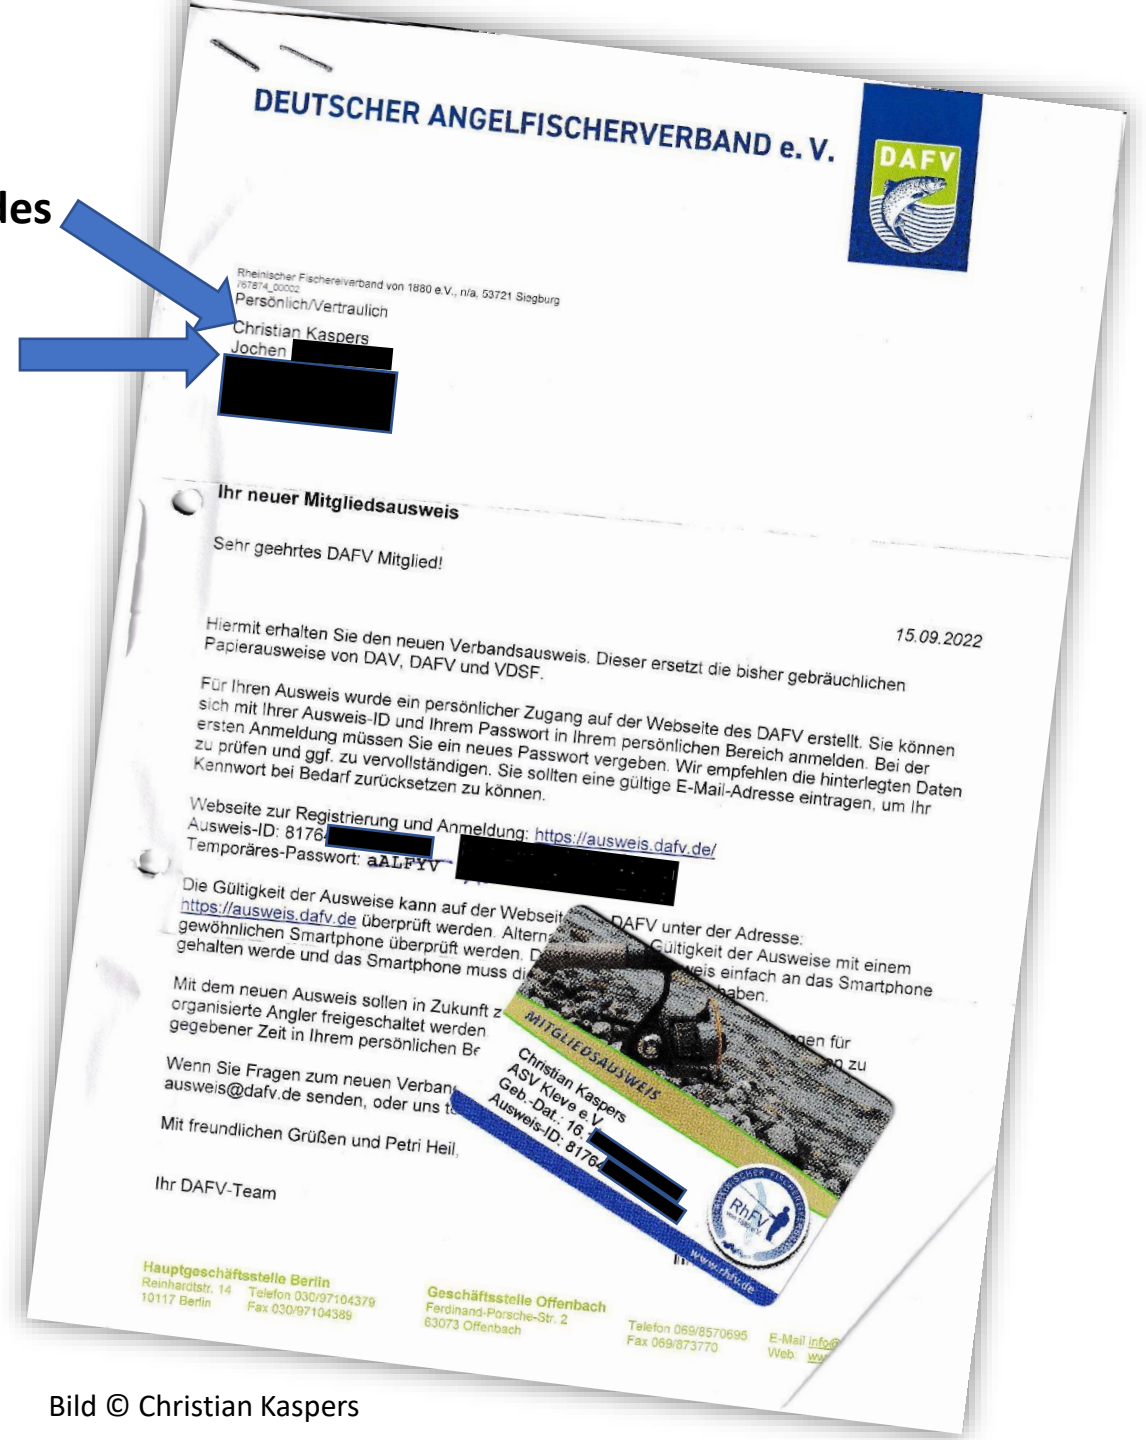 DEUTSCHER ANGELFISCHERVERBAND e. V.
DAFV
des
Rheinischer Fischereiverband von 1880 e.V., n/a, 53721 Siegburg
767874_00002
Persönlich/Vertraulich
Christian Kaspers
Jochen
Ihr neuer Mitgliedsausweis
Sehr geehrtes DAFV Mitglied!
15.09.2022
Hiermit erhalten Sie den neuen Verbandsausweis. Dieser ersetzt die bisher gebräuchlichen
Papierausweise von DAV, DAFV und VDSF.
Für Ihren Ausweis wurde ein persönlicher Zugang auf der Webseite des DAFV erstellt. Sie können
sich mit Ihrer Ausweis-ID und Ihrem Passwort in Ihrem persönlichen Bereich anmelden. Bei der
ersten Anmeldung müssen Sie ein neues Passwort vergeben. Wir empfehlen die hinterlegten Daten
zu prüfen und ggf. zu vervollständigen. Sie sollten eine gültige E-Mail-Adresse eintragen, um Ihr
Kennwort bei Bedarf zurücksetzen zu können.
Webseite zur Registrierung und Anmeldung: https://ausweis.dafv.de/
Ausweis-ID: 8176
Temporäres-Passwort: aALFYV
Die Gültigkeit der Ausweise kann auf der Webseit DAFV unter der Adresse:
https://ausweis.dafv.de überprüft werden. Altern Gültigkeit der Ausweise mit einem
gewöhnlichen Smartphone überprüft werden. D weis einfach an das Smartphone
gehalten werde und das Smartphone muss di haben.
Mit dem neuen Ausweis sollen in Zukunft z gen für
organisierte Angler freigeschaltet werden zu
gegebener Zeit in Ihrem persönlichen Be
Wenn Sie Fragen zum neuen Verban
ausweis@dafv.de senden, oder uns te
Mit freundlichen Grüßen und Petri Heil,
Ihr DAFV-Team
MITGLIEDSAUSWEIS
Christian Kaspers
ASV Kleve e.V.
Geb.-Dat.: 16.
Ausweis-ID: 8176
RhFV
von 1880 e.V.
www.rhfv.de
Hauptgeschäftsstelle Berlin
Reinhardtstr. 14 Telefon 030/97104379
10117 Berlin Fax 030/97104389
Geschäftsstelle Offenbach
Ferdinand-Porsche-Str. 2
63073 Offenbach
Telefon 069/8570695
Fax 069/873770
E-Mail info@
Web: ww
Bild © Christian Kaspers